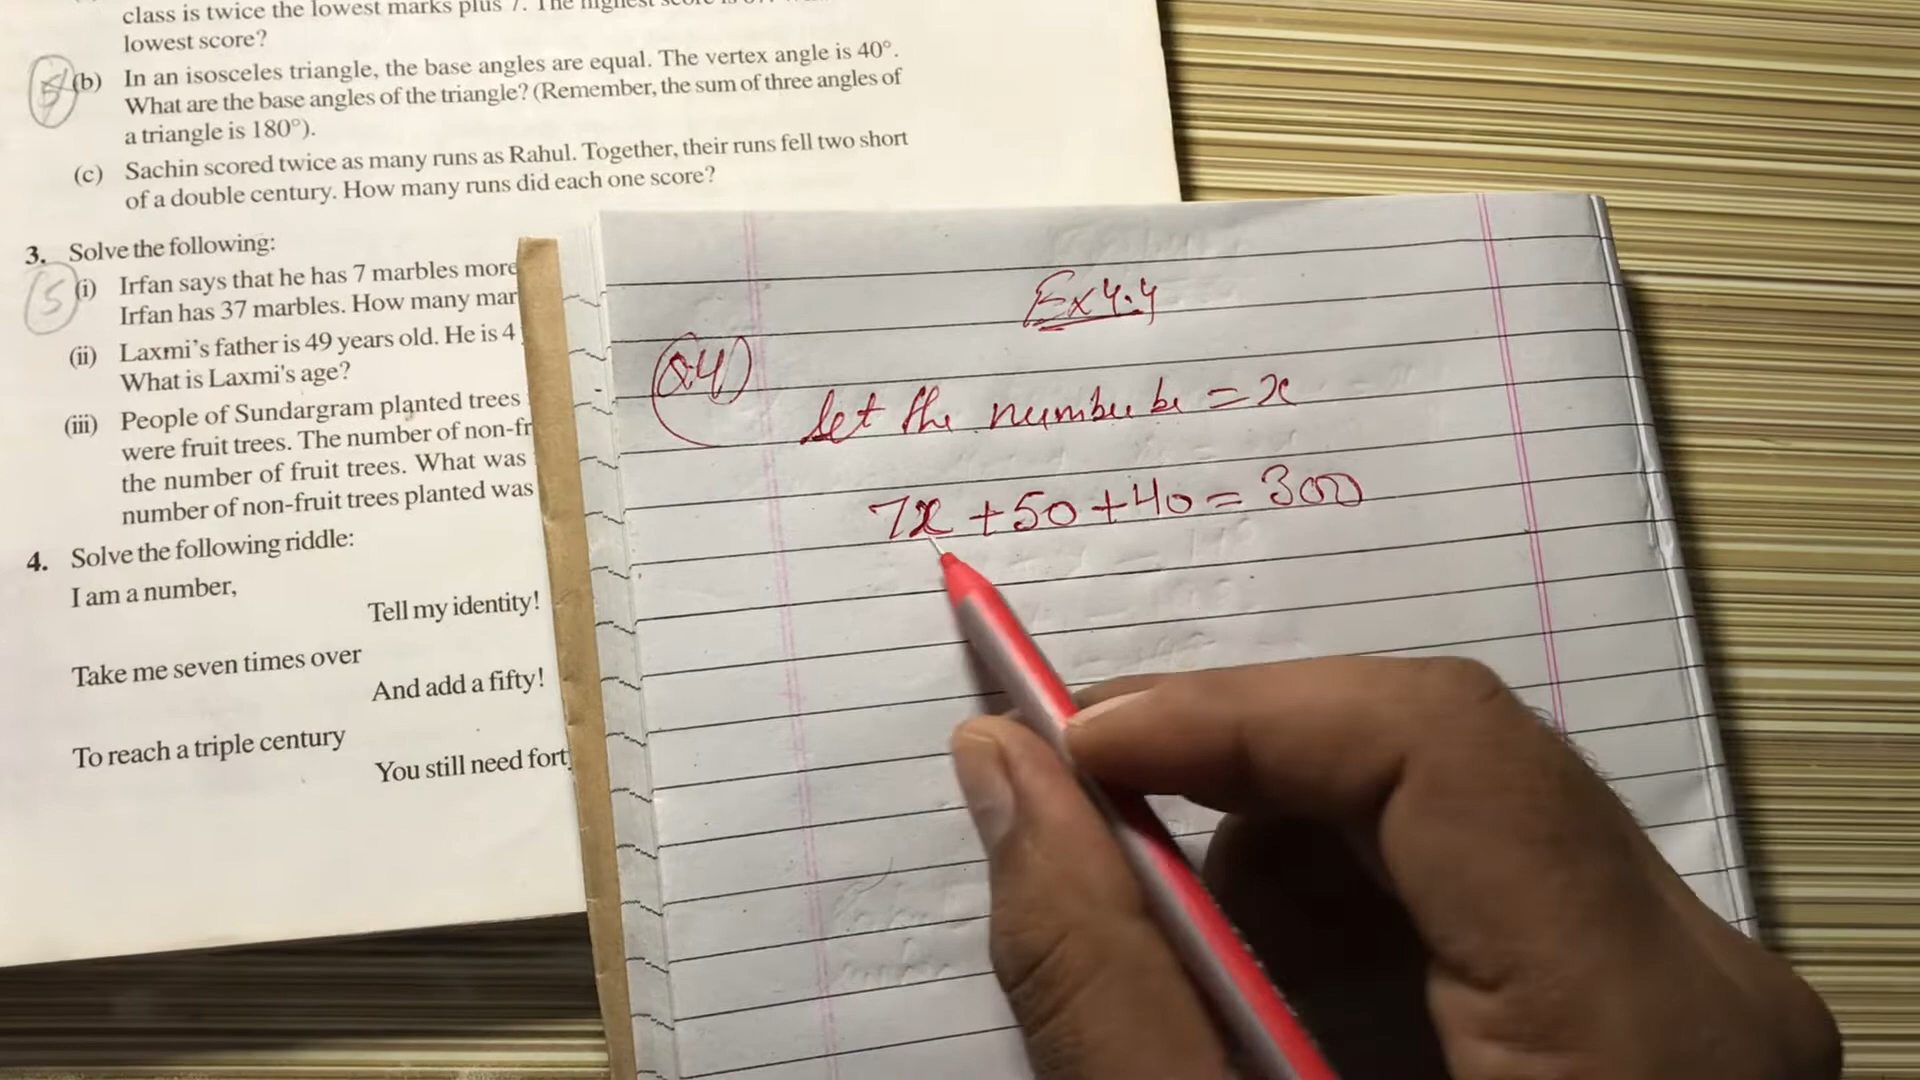 class is twice the lowest marks plus 7. The highest score is
lowest score?
(b) In an isosceles triangle, the base angles are equal. The vertex angle is 40°.
What are the base angles of the triangle? (Remember, the sum of three angles of
a triangle is 180°).
(c) Sachin scored twice as many runs as Rahul. Together, their runs fell two short
of a double century. How many runs did each one score?
3. Solve the following:
(i) Irfan says that he has 7 marbles more
Irfan has 37 marbles. How many mar
(ii) Laxmi's father is 49 years old. He is 4
What is Laxmi's age?
(iii) People of Sundargram planted trees
were fruit trees. The number of non-fr
the number of fruit trees. What was
number of non-fruit trees planted was
4. Solve the following riddle:
I am a number,
Tell my identity!
Take me seven times over
And add a fifty!
To reach a triple century
You still need fort
Ex 4.4
Q.4) let the number be = x
7x + 50 + 40 = 300